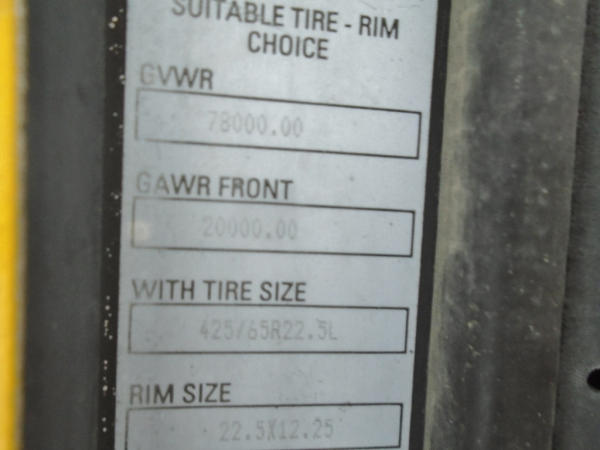 SUITABLE TIRE - RIM
CHOICE
GVWR
78000.00
GAWR FRONT
20000.00
WITH TIRE SIZE
425/65R22.5L
RIM SIZE
22.5X12.25